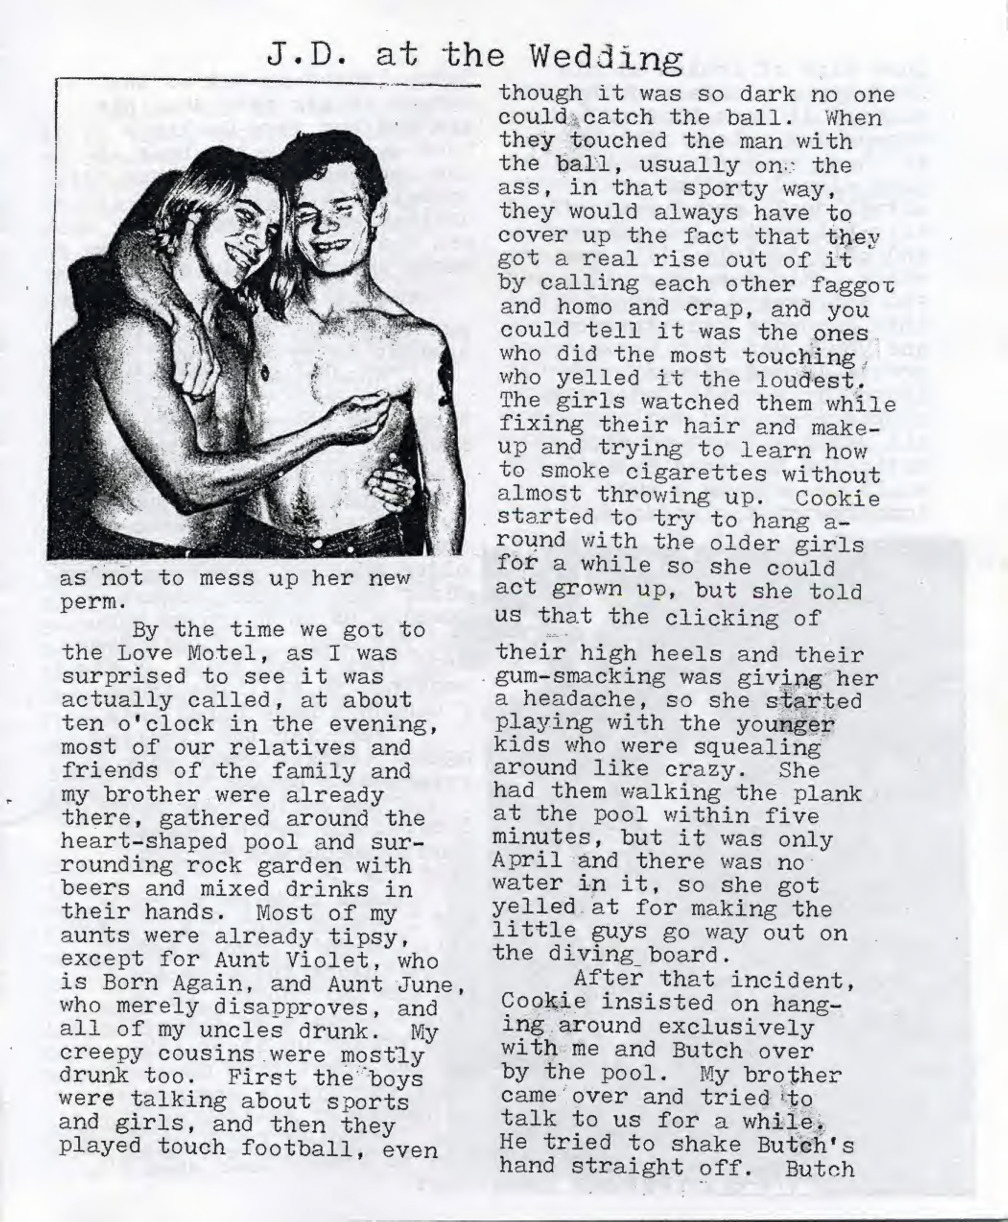 J.D. at the Wedding
as not to mess up her new
perm.
By the time we got to
the Love Motel, as I was
surprised to see it was
actually called, at about
ten o'clock in the evening,
most of our relatives and
friends of the family and
my brother were already
there, gathered around the
heart-shaped pool and sur-
rounding rock garden with
beers and mixed drinks in
their hands. Most of my
aunts were already tipsy,
except for Aunt Violet, who
is Born Again, and Aunt June,
who merely disapproves, and
all of my uncles drunk. My
creepy cousins were mostly
drunk too. First the boys
were talking about sports
and girls, and then they
played touch football, even
though it was so dark no one
could catch the ball. When
they touched the man with
the ball, usually on the
ass, in that sporty way,
they would always have to
cover up the fact that they
got a real rise out of it
by calling each other faggot
and homo and crap, and you
could tell it was the ones
who did the most touching
who yelled it the loudest.
The girls watched them while
fixing their hair and make-
up and trying to learn how
to smoke cigarettes without
almost throwing up. Cookie
started to try to hang a-
round with the older girls
for a while so she could
act grown up, but she told
us that the clicking of
their high heels and their
gum-smacking was giving her
a headache, so she started
playing with the younger
kids who were squealing
around like crazy. She
had them walking the plank
at the pool within five
minutes, but it was only
April and there was no
water in it, so she got
yelled at for making the
little guys go way out on
the diving board.
After that incident,
Cookie insisted on hang-
ing around exclusively
with me and Butch over
by the pool. My brother
came over and tried to
talk to us for a while.
He tried to shake Butch's
hand straight off. Butch